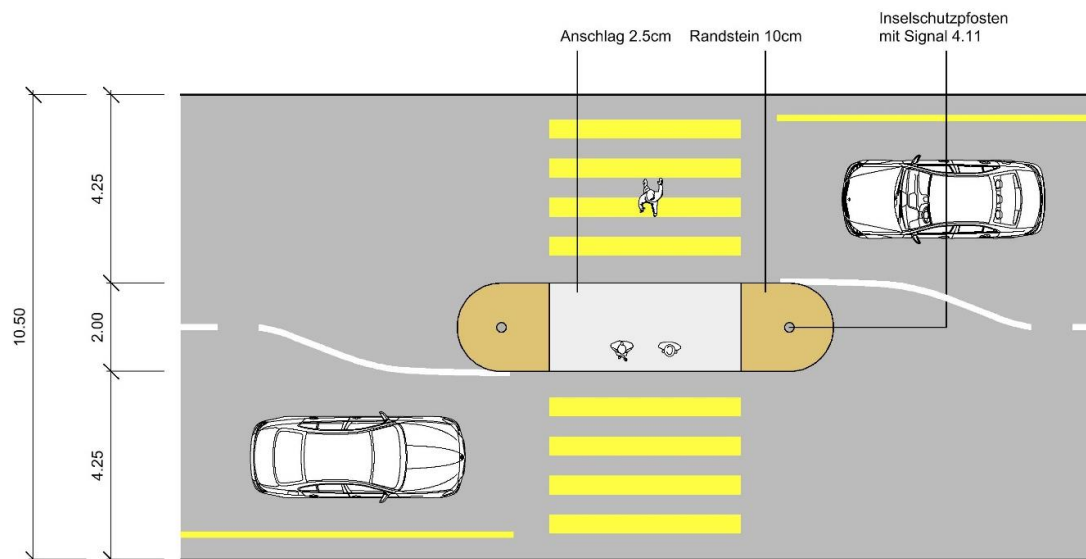 Anschlag 2.5cm
Randstein 10cm
Inselschutzpfosten
mit Signal 4.11
10.50
4.25
2.00
4.25